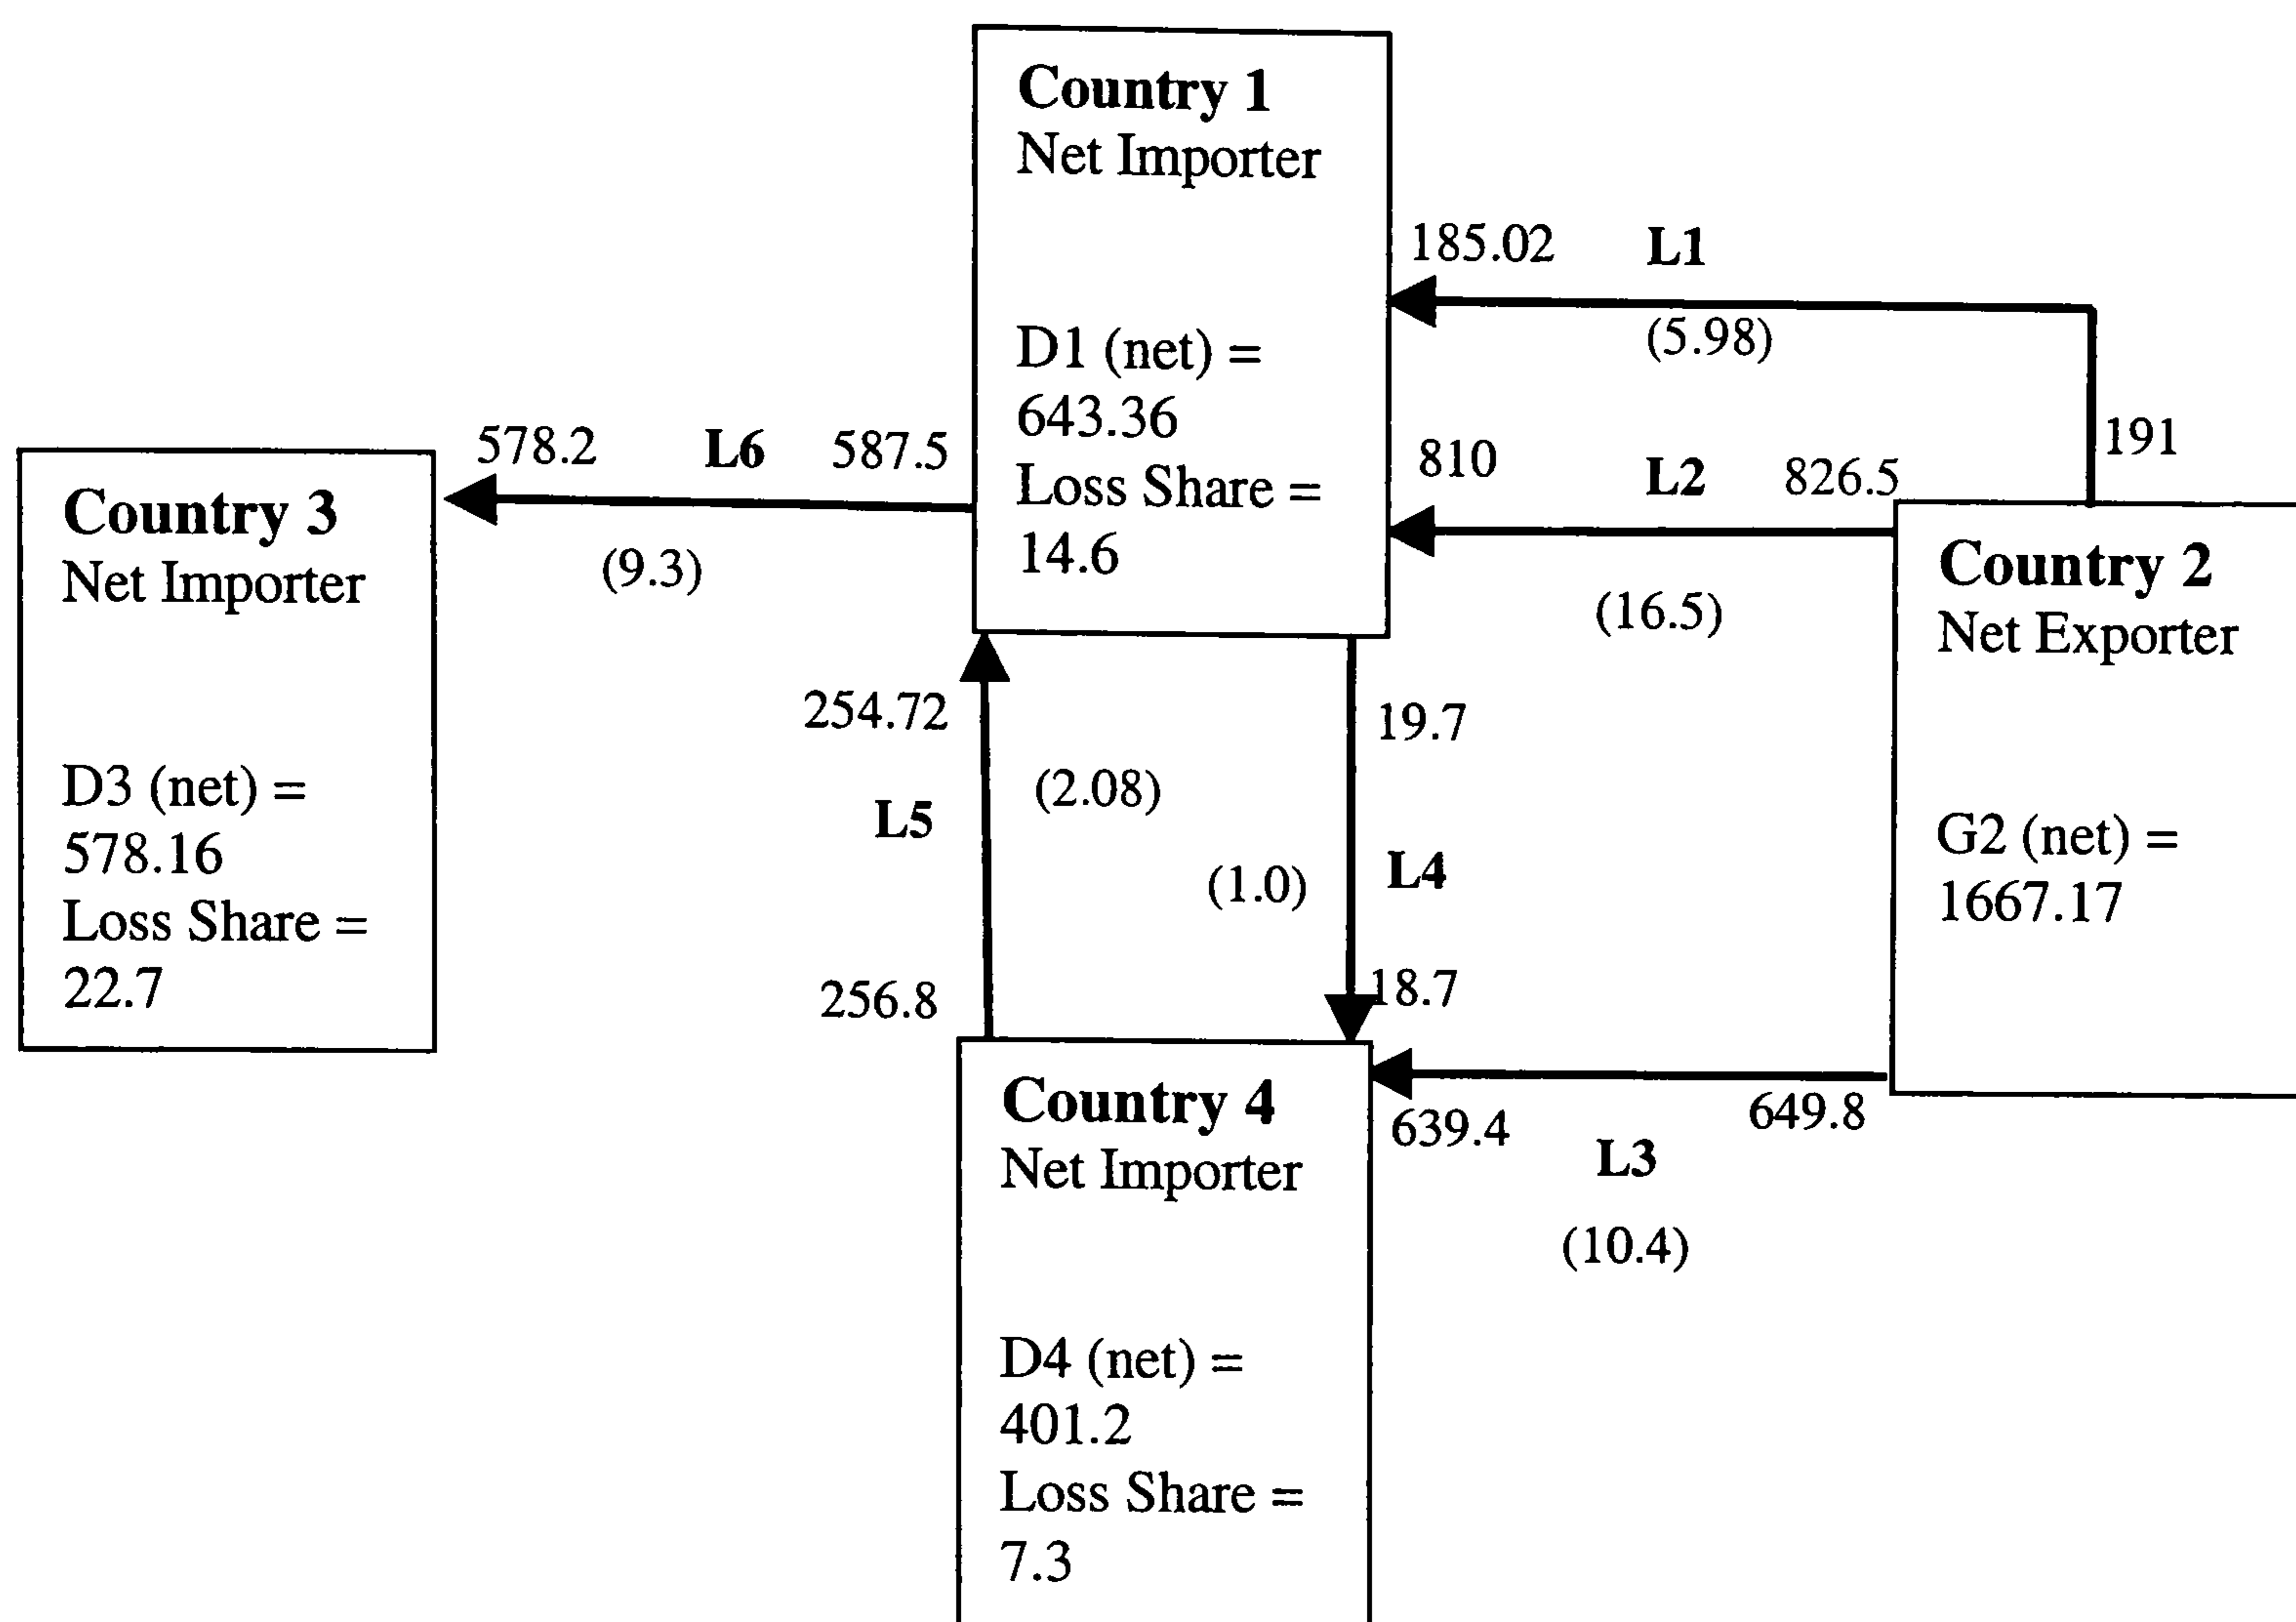 Country 1
Net Importer
D1 (net) =
643.36
Loss Share =
14.6
185.02 L1
(5.98)
191
810 L2 826.5
(16.5)
578.2 L6 587.5
(9.3)
Country 3
Net Importer
D3 (net) =
578.16
Loss Share =
22.7
Country 2
Net Exporter
G2 (net) =
1667.17
254.72
(2.08)
L5
256.8
19.7
(1.0)
L4
18.7
639.4 L3 649.8
(10.4)
Country 4
Net Importer
D4 (net) =
401.2
Loss Share =
7.3